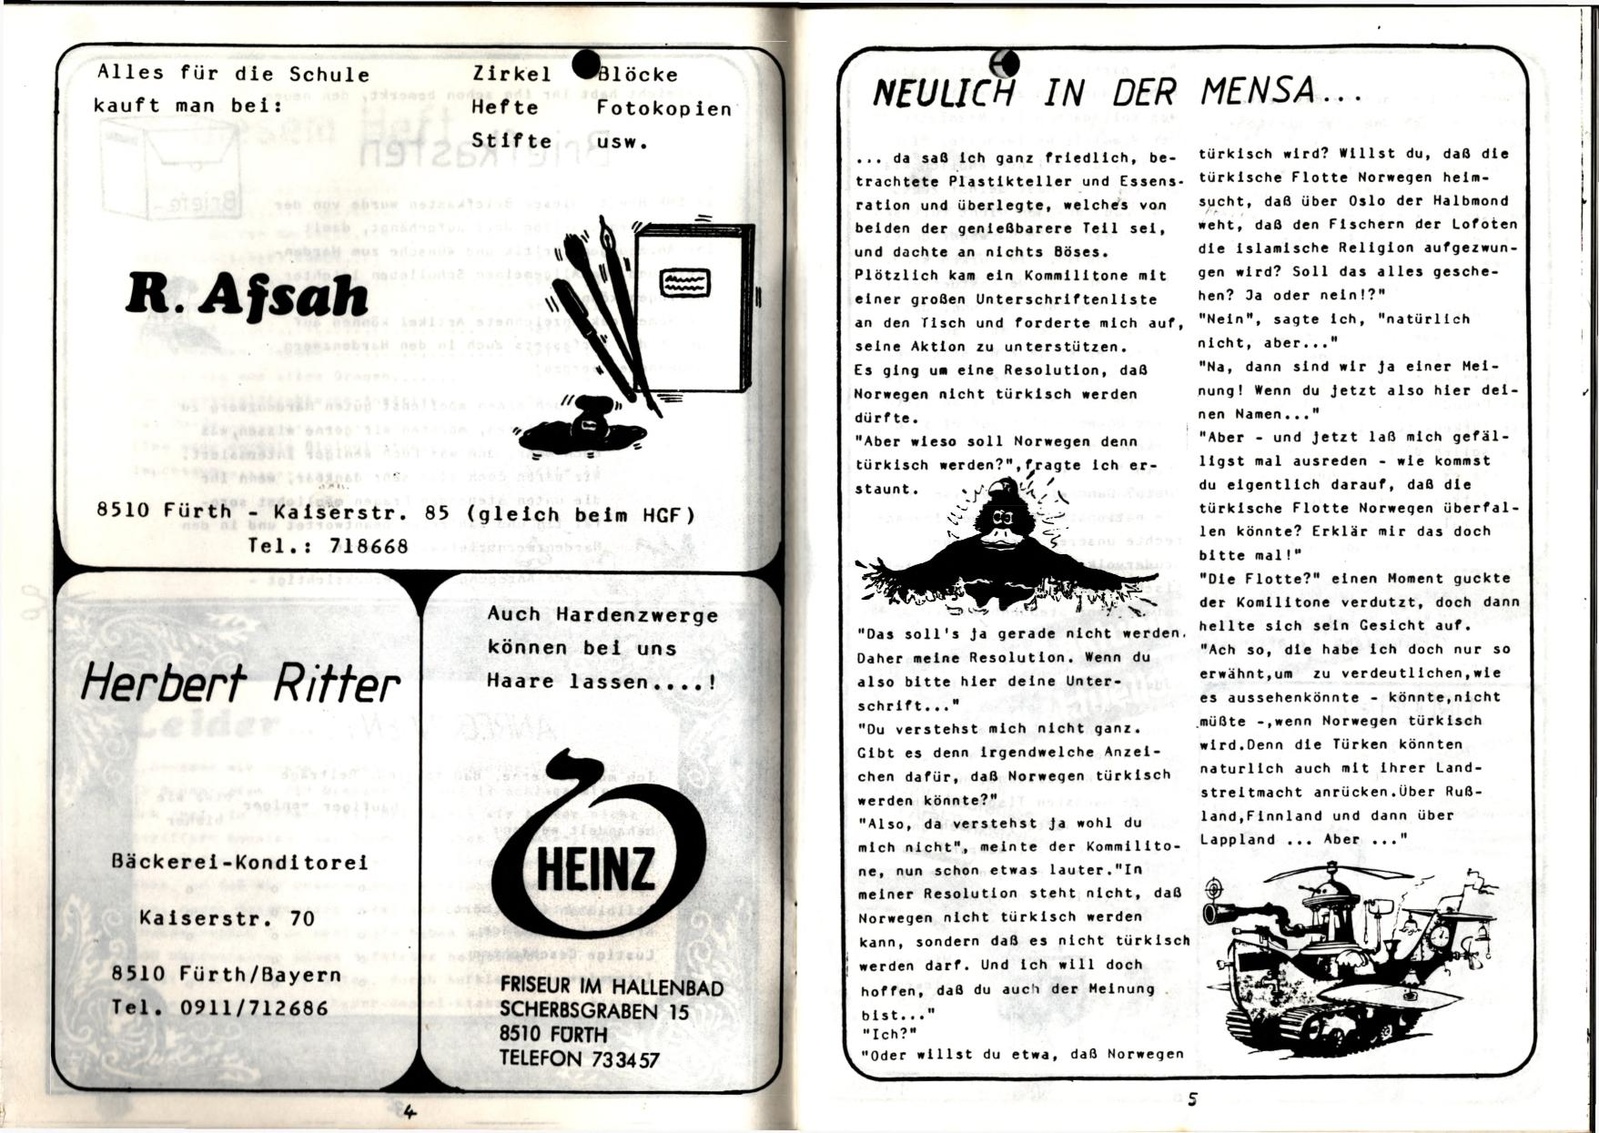 Alles für die Schule
kauft man bei:
Zirkel Blöcke
Hefte Fotokopien
Stifte usw.
R. Afsah
8510 Fürth - Kaiserstr. 85 (gleich beim HGF)
Tel.: 718668
Herbert Ritter
Bäckerei-Konditorei
Kaiserstr. 70
8510 Fürth/Bayern
Tel. 0911/712686
Auch Hardenzwerge
können bei uns
Haare lassen....!
HEINZ
FRISEUR IM HALLENBAD
SCHERBSGRABEN 15
8510 FÜRTH
TELEFON 733457
4
NEULICH IN DER MENSA...
... da saß ich ganz friedlich, be-
trachtete Plastikteller und Essens-
ration und überlegte, welches von
beiden der genießbarere Teil sei,
und dachte an nichts Böses.
Plötzlich kam ein Kommilitone mit
einer großen Unterschriftenliste
an den Tisch und forderte mich auf,
seine Aktion zu unterstützen.
Es ging um eine Resolution, daß
Norwegen nicht türkisch werden
dürfte.
"Aber wieso soll Norwegen denn
türkisch werden?",fragte ich er-
staunt.
"Das soll's ja gerade nicht werden.
Daher meine Resolution. Wenn du
also bitte hier deine Unter-
schrift..."
"Du verstehst mich nicht ganz.
Gibt es denn irgendwelche Anzei-
chen dafür, daß Norwegen türkisch
werden könnte?"
"Also, da verstehst ja wohl du
mich nicht", meinte der Kommilito-
ne, nun schon etwas lauter."In
meiner Resolution steht nicht, daß
Norwegen nicht türkisch werden
kann, sondern daß es nicht türkisch
werden darf. Und ich will doch
hoffen, daß du auch der Meinung
bist..."
"Ich?"
"Oder willst du etwa, daß Norwegen
türkisch wird? Willst du, daß die
türkische Flotte Norwegen heim-
sucht, daß über Oslo der Halbmond
weht, daß den Fischern der Lofoten
die islamische Religion aufgezwun-
gen wird? Soll das alles gesche-
hen? Ja oder nein!?"
"Nein", sagte ich, "natürlich
nicht, aber..."
"Na, dann sind wir ja einer Mei-
nung! Wenn du jetzt also hier dei-
nen Namen..."
"Aber - und jetzt laß mich gefäl-
ligst mal ausreden - wie kommst
du eigentlich darauf, daß die
türkische Flotte Norwegen überfal-
len könnte? Erklär mir das doch
bitte mal!"
"Die Flotte?" einen Moment guckte
der Komilitone verdutzt, doch dann
hellte sich sein Gesicht auf.
"Ach so, die habe ich doch nur so
erwähnt,um zu verdeutlichen,wie
es aussehenkönnte - könnte,nicht
müßte -,wenn Norwegen türkisch
wird.Denn die Türken könnten
naturlich auch mit ihrer Land-
streitmacht anrücken.Über Ruß-
land,Finnland und dann über
Lappland ... Aber ..."
5